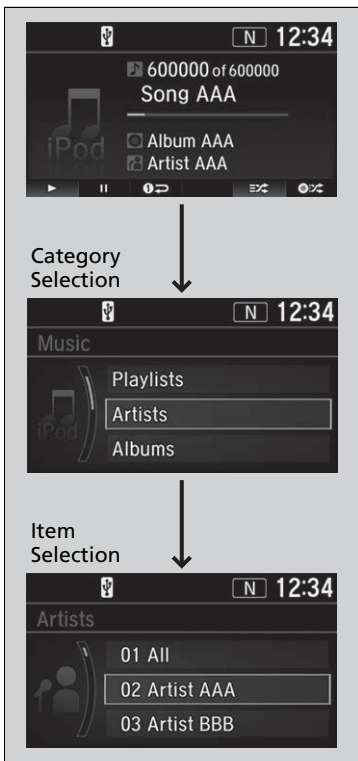 N 12:34
600000 of 600000
Song AAA
iPod
Album AAA
Artist AAA
Category
Selection
N 12:34
Music
Playlists
Artists
iPod
Albums
Item
Selection
N 12:34
Artists
01 All
02 Artist AAA
03 Artist BBB